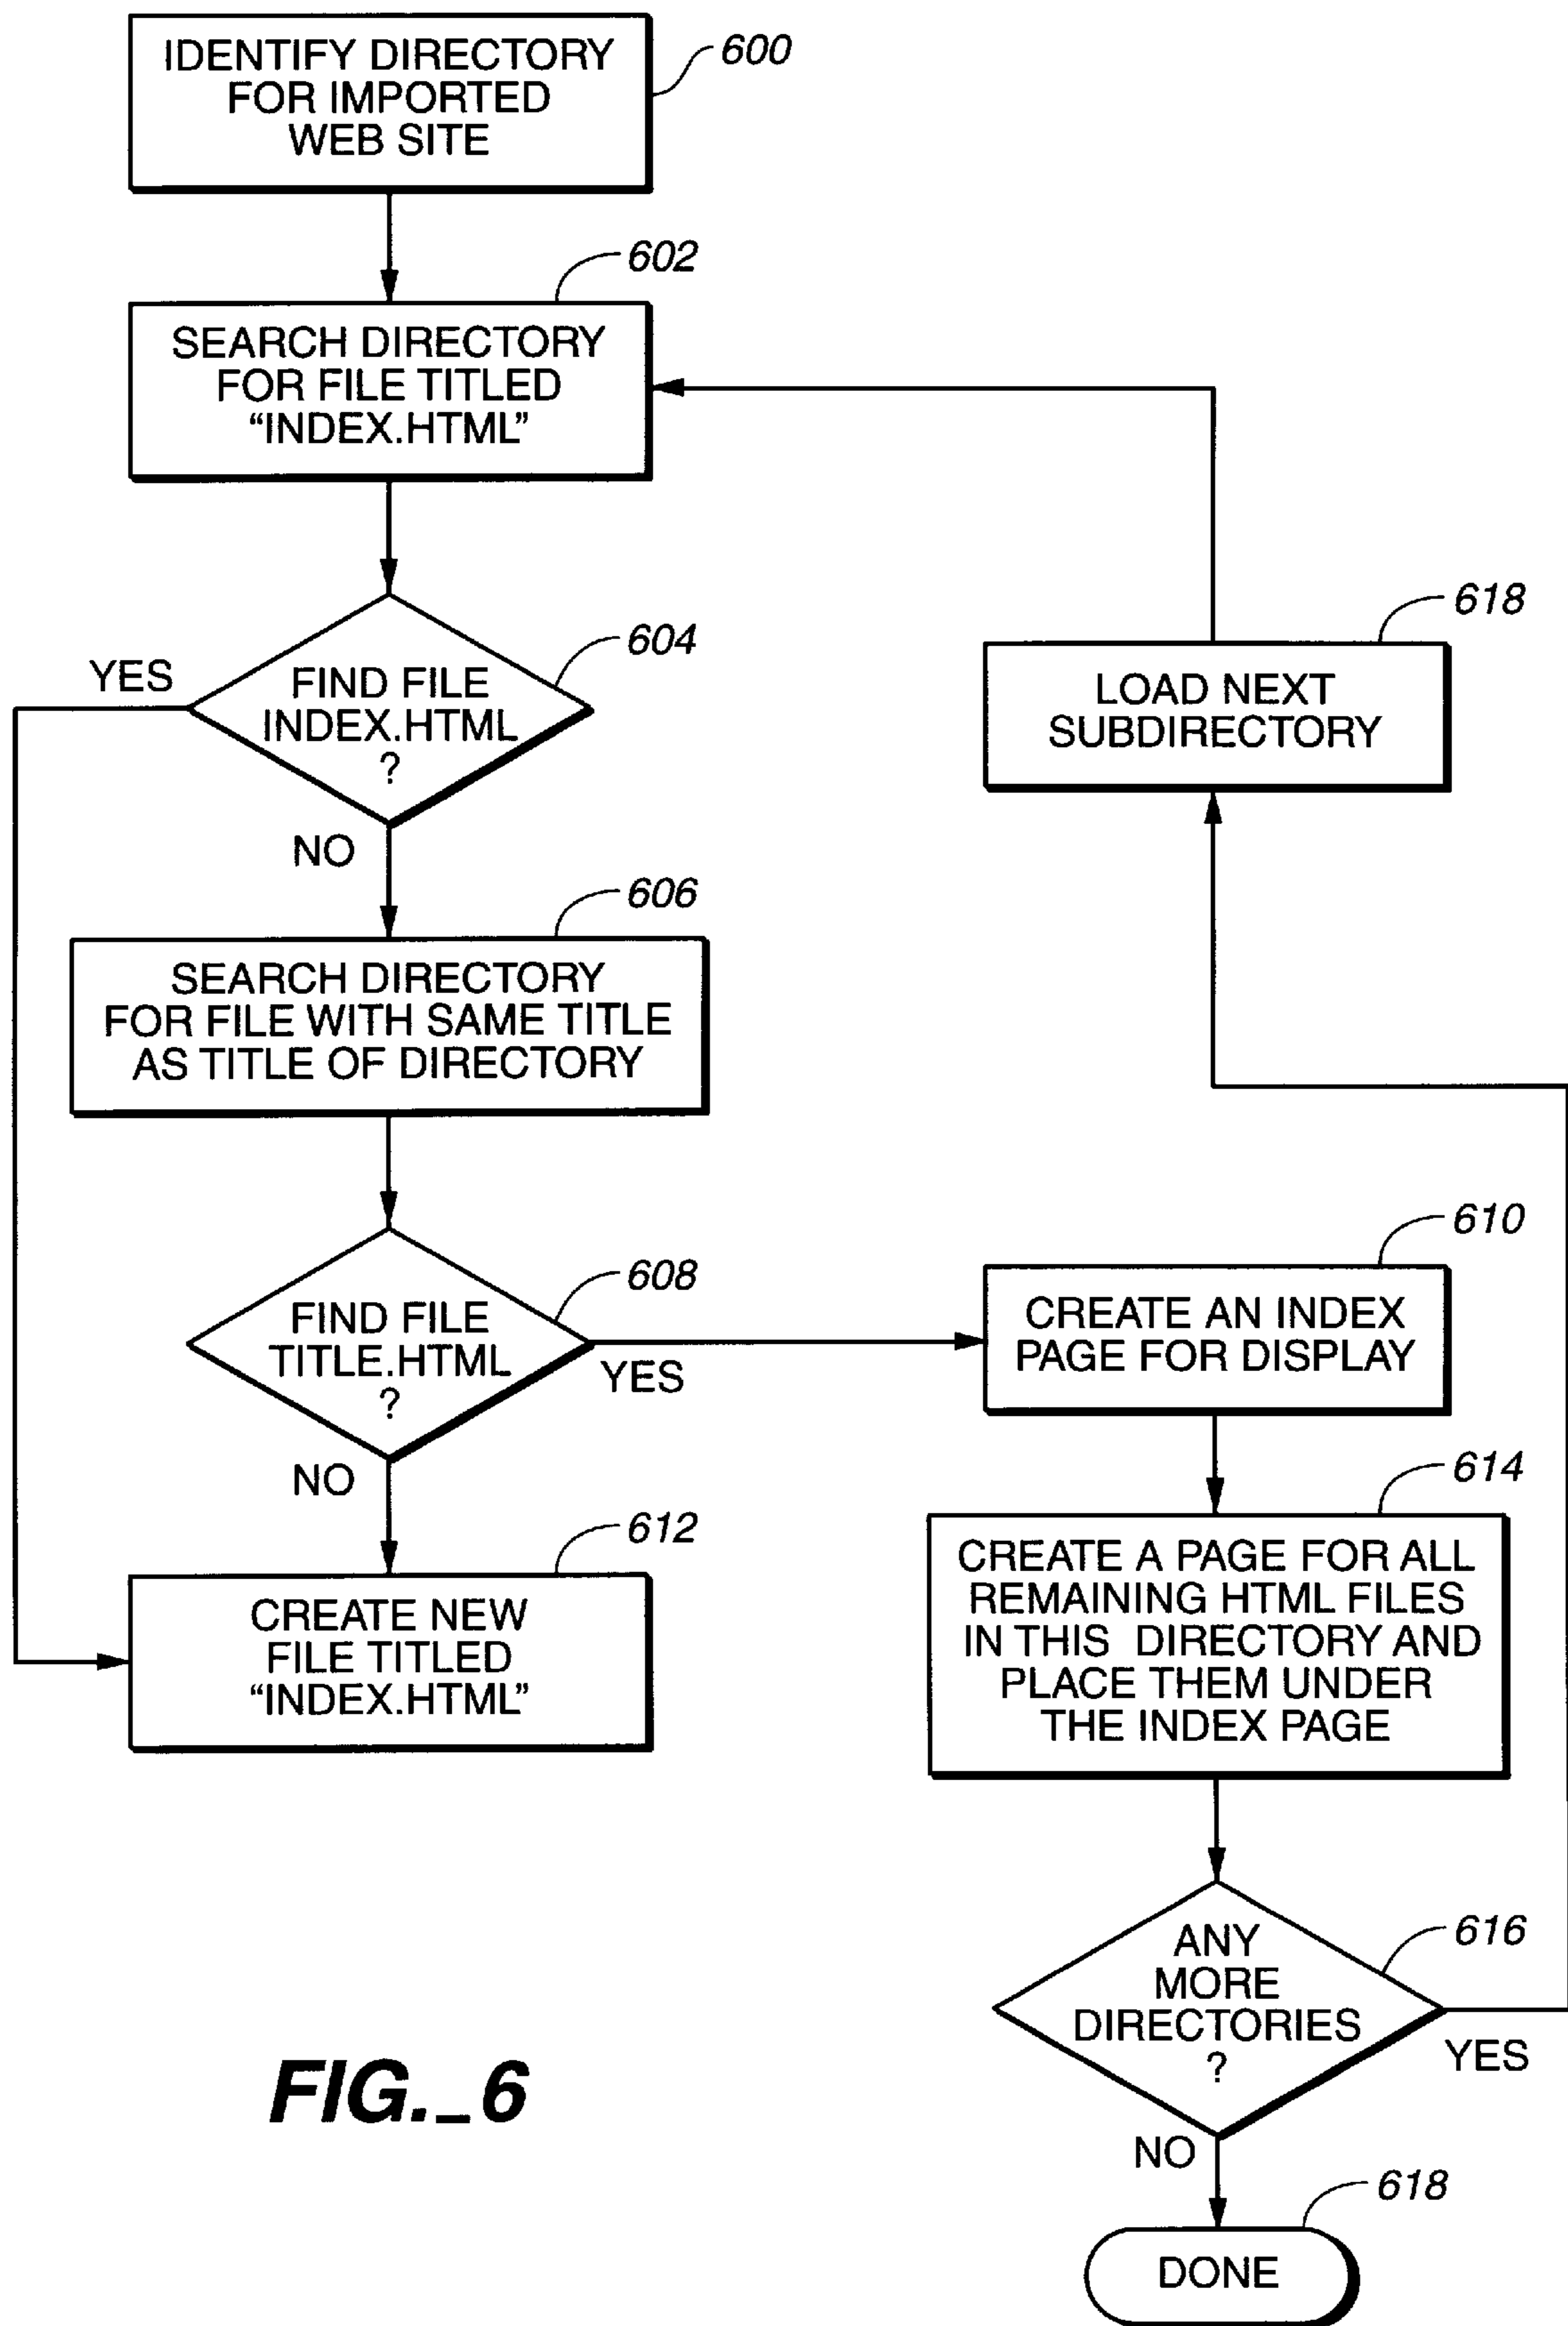 IDENTIFY DIRECTORY
FOR IMPORTED
WEB SITE
600
602
SEARCH DIRECTORY
FOR FILE TITLED
“INDEX.HTML”
604
YES
FIND FILE
INDEX.HTML
?
NO
606
SEARCH DIRECTORY
FOR FILE WITH SAME TITLE
AS TITLE OF DIRECTORY
608
FIND FILE
TITLE.HTML
?
YES
NO
612
CREATE NEW
FILE TITLED
“INDEX.HTML”
618
LOAD NEXT
SUBDIRECTORY
610
CREATE AN INDEX
PAGE FOR DISPLAY
614
CREATE A PAGE FOR ALL
REMAINING HTML FILES
IN THIS DIRECTORY AND
PLACE THEM UNDER
THE INDEX PAGE
616
ANY
MORE
DIRECTORIES
?
YES
NO
618
DONE
FIG._6